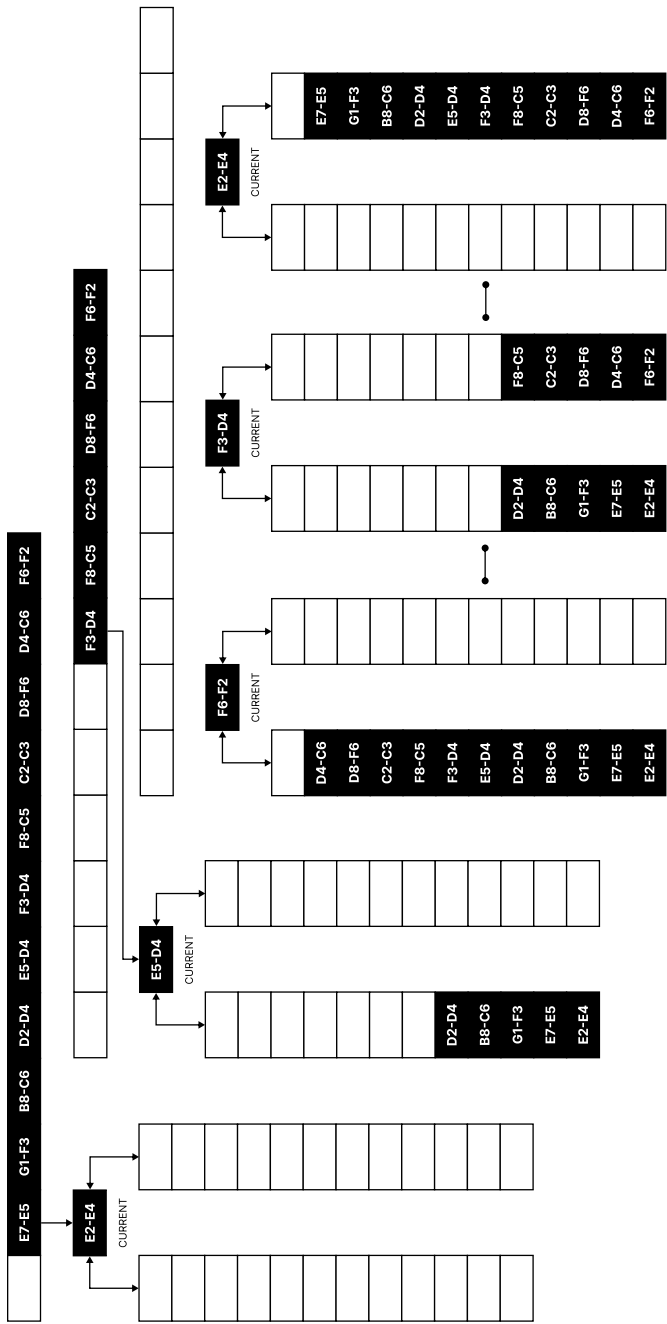 E7-E5 G1-F3 B8-C6 D2-D4 E5-D4 F3-D4 F8-C5 C2-C3 D8-F6 D4-C6 F6-F2
E2-E4
CURRENT
F3-D4 F8-C5 C2-C3 D8-F6 D4-C6 F6-F2
E5-D4
CURRENT
D2-D4
B8-C6
G1-F3
E7-E5
E2-E4
F6-F2
CURRENT
D4-C6
D8-F6
C2-C3
F8-C5
F3-D4
E5-D4
D2-D4
B8-C6
G1-F3
E7-E5
E2-E4
F3-D4
CURRENT
D2-D4
B8-C6
G1-F3
E7-E5
E2-E4
F8-C5
C2-C3
D8-F6
D4-C6
F6-F2
E2-E4
CURRENT
E7-E5
G1-F3
B8-C6
D2-D4
E5-D4
F3-D4
F8-C5
C2-C3
D8-F6
D4-C6
F6-F2